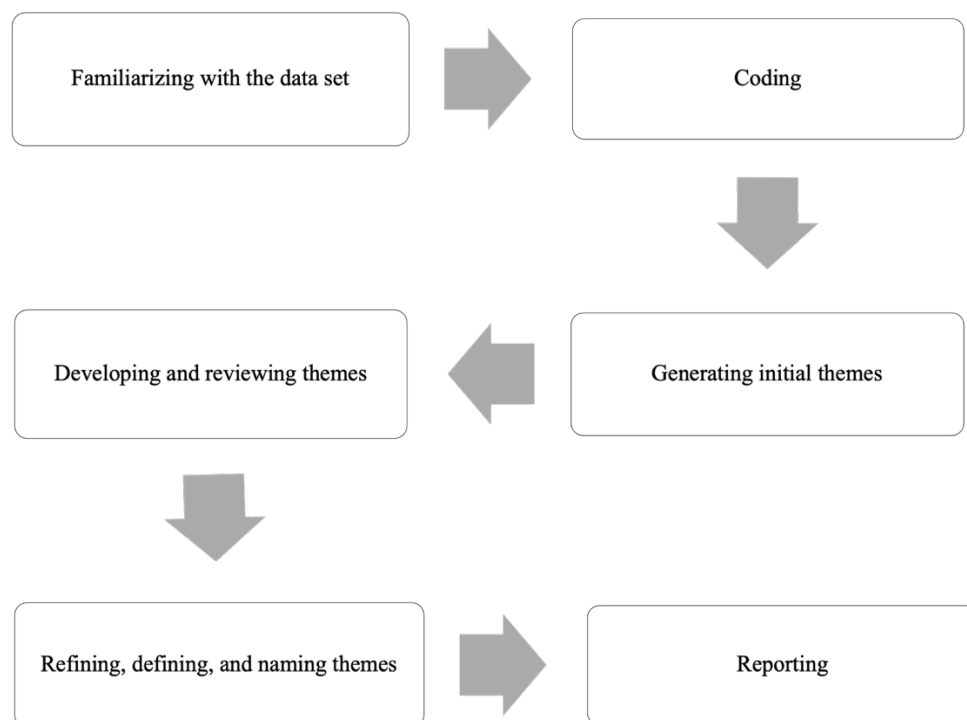 Familiarizing with the data set
Coding
Generating initial themes
Developing and reviewing themes
Refining, defining, and naming themes
Reporting